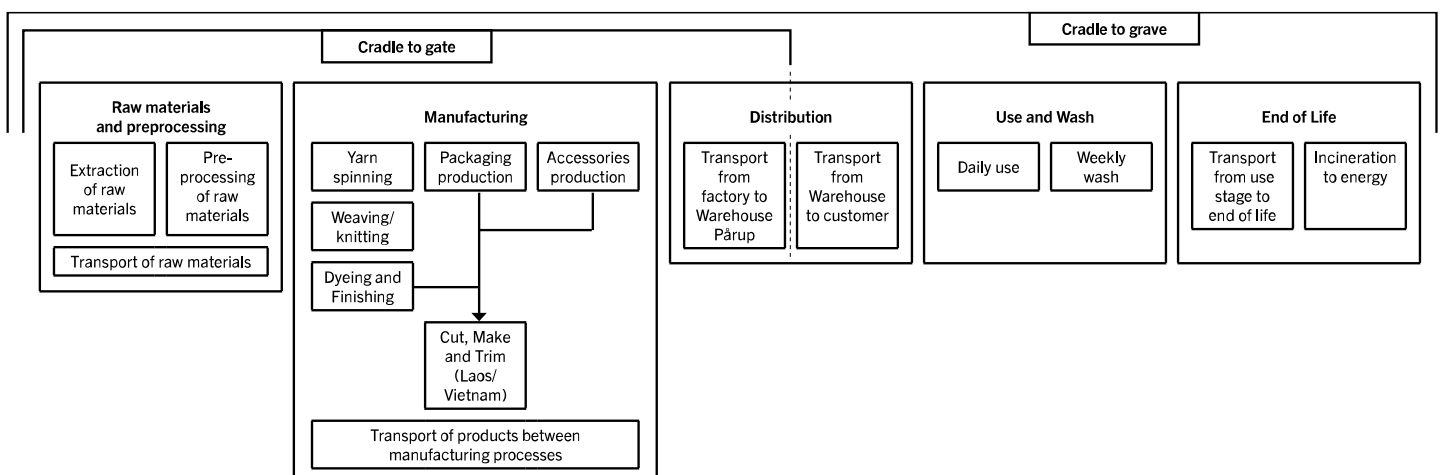 Cradle to gate
Cradle to grave
Raw materials
and preprocessing
Extraction
of raw
materials
Pre-
processing
of raw
materials
Transport of raw materials
Manufacturing
Yarn
spinning
Packaging
production
Accessories
production
Weaving/
knitting
Dyeing and
Finishing
Cut, Make
and Trim
(Laos/
Vietnam)
Transport of products between
manufacturing processes
Distribution
Transport
from
factory to
Warehouse
Pårup
Transport
from
Warehouse
to customer
Use and Wash
Daily use
Weekly
wash
End of Life
Transport
from use
stage to
end of life
Incineration
to energy